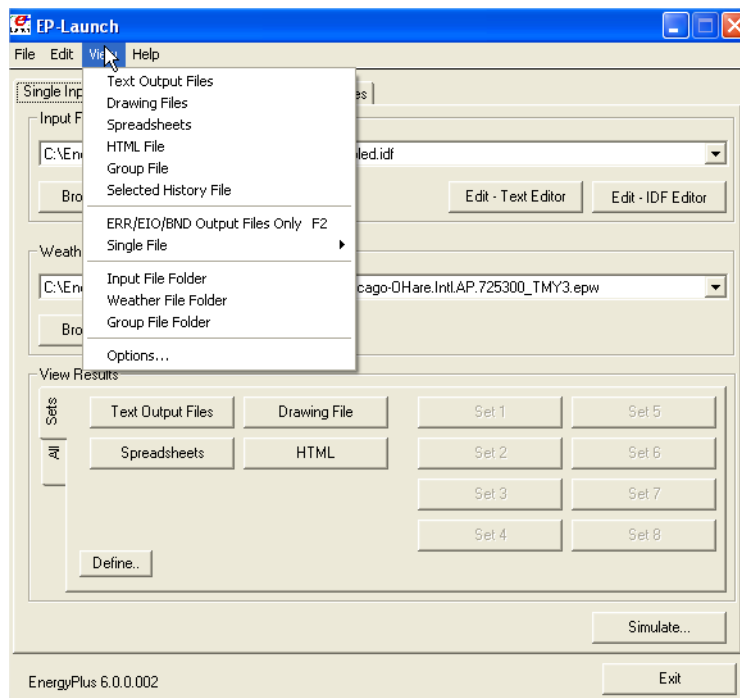 EP-Launch
File Edit View Help
Text Output Files
Drawing Files
Spreadsheets
HTML File
Group File
Selected History File
ERR/EIO/BND Output Files Only F2
Single File
Input File Folder
Weather File Folder
Group File Folder
Options...
Single Inp
Input F
C:\En bled.idf
Bro Edit - Text Editor Edit - IDF Editor
Weath
C:\En cago-OHare.Intl.AP.725300_TMY3.epw
Bro
View Results
Sets
All
Text Output Files Drawing File Set 1 Set 5
Spreadsheets HTML Set 2 Set 6
Set 3 Set 7
Set 4 Set 8
Define..
Simulate...
EnergyPlus 6.0.0.002 Exit